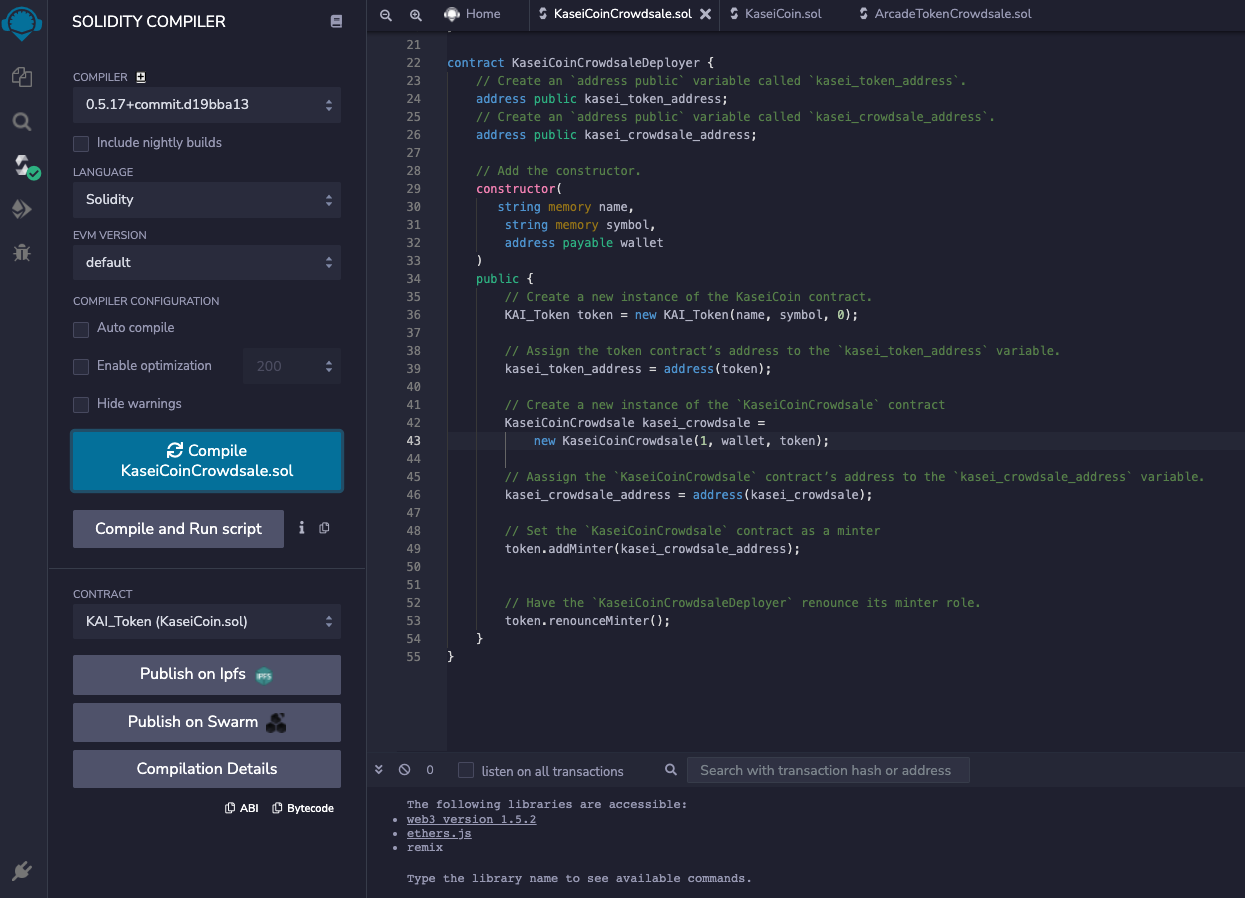 SOLIDITY COMPILER
COMPILER
0.5.17+commit.d19bba13
Include nightly builds
LANGUAGE
Solidity
EVM VERSION
default
COMPILER CONFIGURATION
Auto compile
Enable optimization
200
Hide warnings
Compile
KaseiCoinCrowdsale.sol
Compile and Run script
CONTRACT
KAI_Token (KaseiCoin.sol)
Publish on Ipfs
IPFS
Publish on Swarm
Compilation Details
ABI
Bytecode
Home
KaseiCoinCrowdsale.sol
KaseiCoin.sol
ArcadeTokenCrowdsale.sol
21
22 contract KaseiCoinCrowdsaleDeployer {
23 // Create an `address public` variable called `kasei_token_address`.
24 address public kasei_token_address;
25 // Create an `address public` variable called `kasei_crowdsale_address`.
26 address public kasei_crowdsale_address;
27
28 // Add the constructor.
29 constructor(
30 string memory name,
31 string memory symbol,
32 address payable wallet
33 )
34 public {
35 // Create a new instance of the KaseiCoin contract.
36 KAI_Token token = new KAI_Token(name, symbol, 0);
37
38 // Assign the token contract’s address to the `kasei_token_address` variable.
39 kasei_token_address = address(token);
40
41 // Create a new instance of the `KaseiCoinCrowdsale` contract
42 KaseiCoinCrowdsale kasei_crowdsale =
43 new KaseiCoinCrowdsale(1, wallet, token);
44
45 // Aassign the `KaseiCoinCrowdsale` contract’s address to the `kasei_crowdsale_address` variable.
46 kasei_crowdsale_address = address(kasei_crowdsale);
47
48 // Set the `KaseiCoinCrowdsale` contract as a minter
49 token.addMinter(kasei_crowdsale_address);
50
51
52 // Have the `KaseiCoinCrowdsaleDeployer` renounce its minter role.
53 token.renounceMinter();
54 }
55 }
0
listen on all transactions
Search with transaction hash or address
The following libraries are accessible:
• web3 version 1.5.2
• ethers.js
• remix
Type the library name to see available commands.